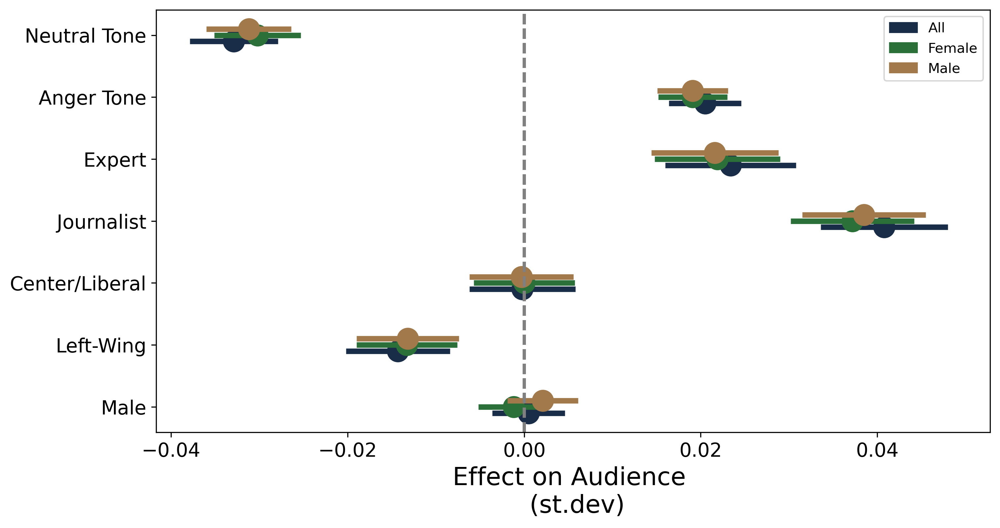 Neutral Tone
Anger Tone
Expert
Journalist
Center/Liberal
Left-Wing
Male
All
Female
Male
−0.04
−0.02
0.00
0.02
0.04
Effect on Audience
(st.dev)